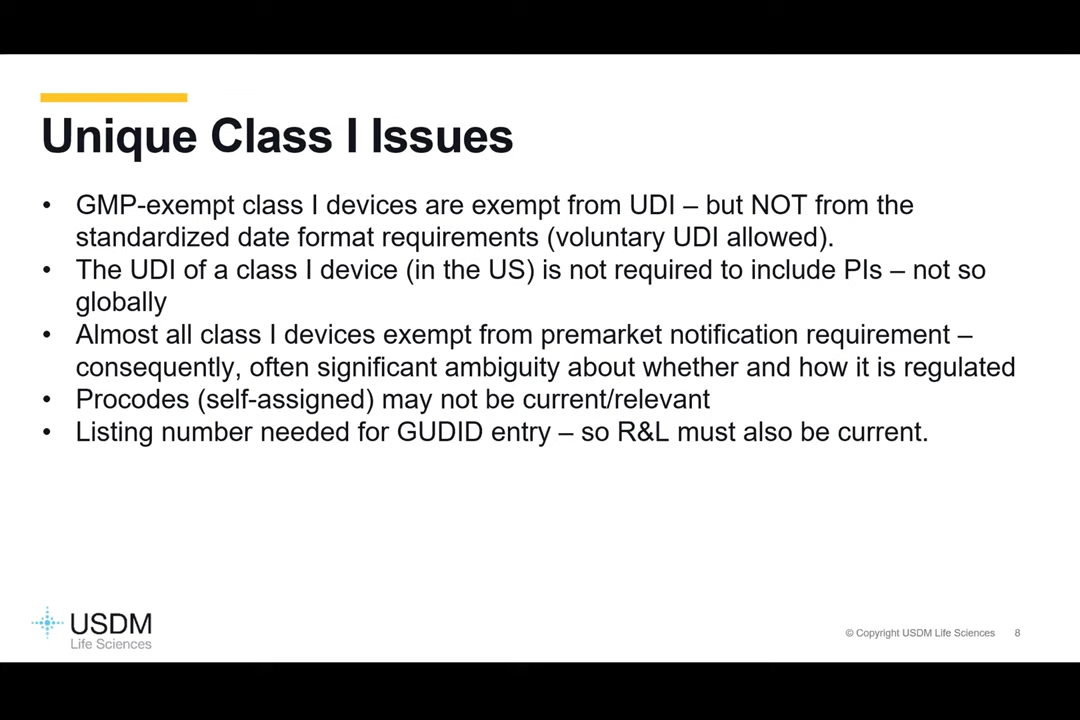 Unique Class I Issues
• GMP-exempt class I devices are exempt from UDI – but NOT from the
standardized date format requirements (voluntary UDI allowed).
• The UDI of a class I device (in the US) is not required to include PIs – not so
globally
• Almost all class I devices exempt from premarket notification requirement –
consequently, often significant ambiguity about whether and how it is regulated
• Procodes (self-assigned) may not be current/relevant
• Listing number needed for GUDID entry – so R&L must also be current.
USDM
Life Sciences
© Copyright USDM Life Sciences 8